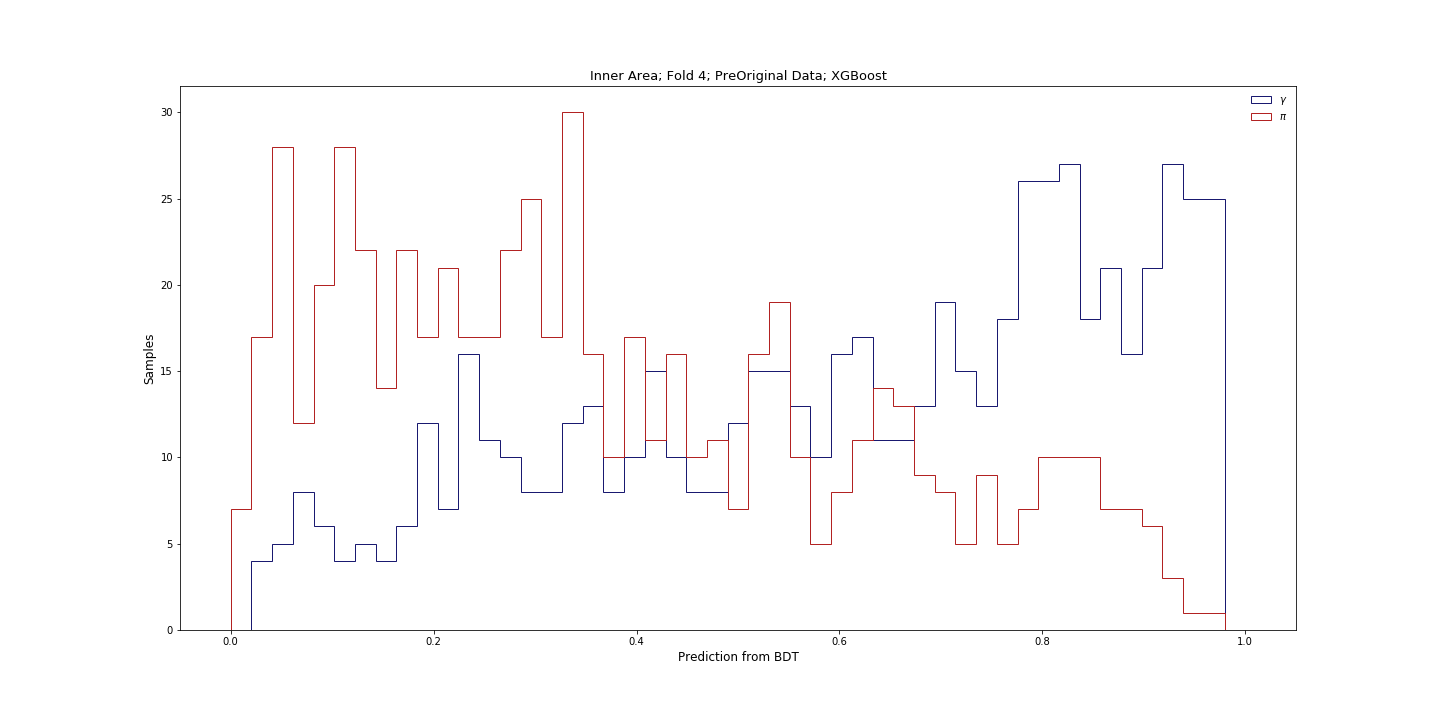 Inner Area; Fold 4; PreOriginal Data; XGBoost
γ
π
30
25
20
15
10
5
0
Samples
0.0 0.2 0.4 0.6 0.8 1.0
Prediction from BDT